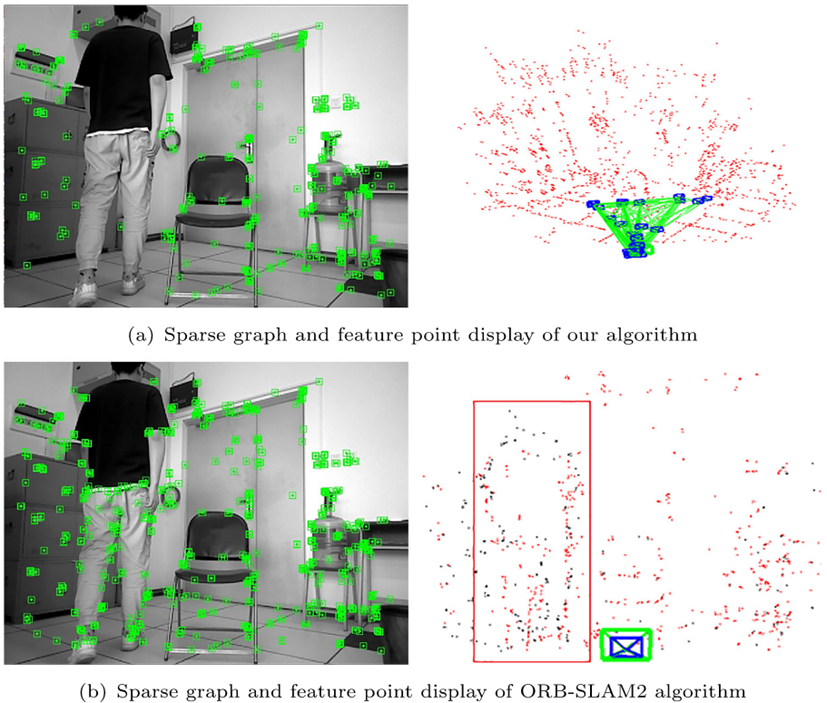 (a) Sparse graph and feature point display of our algorithm
(b) Sparse graph and feature point display of ORB-SLAM2 algorithm